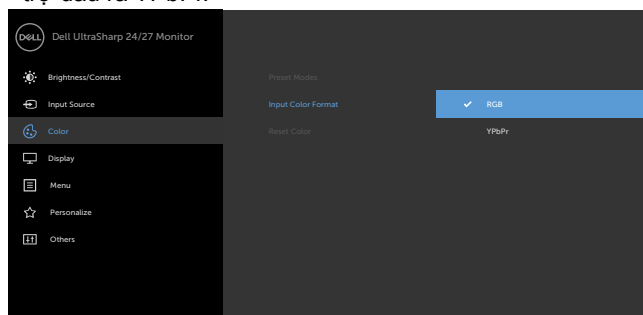 DELL
Dell UltraSharp 24/27 Monitor
Brightness/Contrast
Preset Modes
Input Source
Input Color Format
RGB
Color
Reset Color
YPbPr
Display
Menu
Personalize
Others